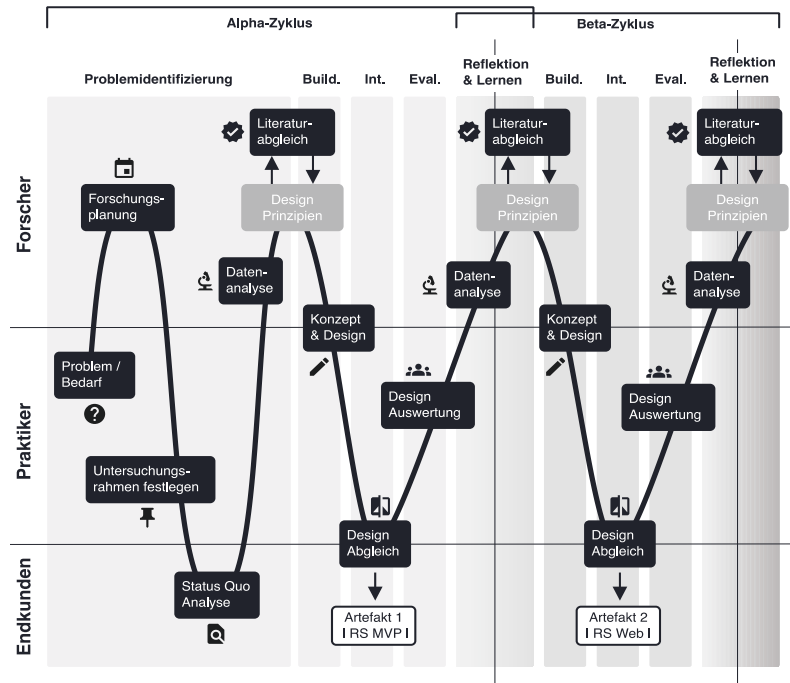 Alpha-Zyklus
Beta-Zyklus
Problemidentifizierung
Build.
Int.
Eval.
Reflektion
& Lernen
Build.
Int.
Eval.
Reflektion
& Lernen
Forscher
Praktiker
Endkunden
Problem /
Bedarf
Forschungs-
planung
Untersuchungs-
rahmen festlegen
Status Quo
Analyse
Daten-
analyse
Design
Prinzipien
Literatur-
abgleich
Konzept
& Design
Design
Abgleich
Artefakt 1
I RS MVP I
Design
Auswertung
Daten-
analyse
Design
Prinzipien
Literatur-
abgleich
Konzept
& Design
Design
Abgleich
Artefakt 2
I RS Web I
Design
Auswertung
Daten-
analyse
Design
Prinzipien
Literatur-
abgleich